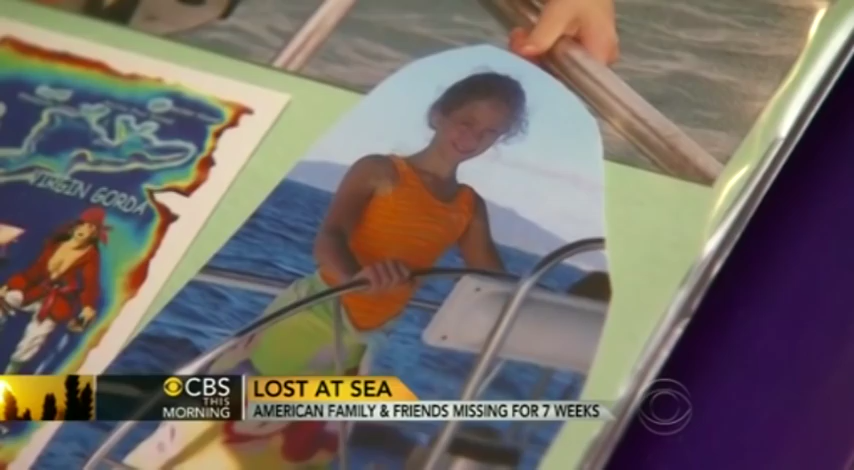 VIRGIN GORDA
CBS
THIS
MORNING
LOST AT SEA
AMERICAN FAMILY & FRIENDS MISSING FOR 7 WEEKS